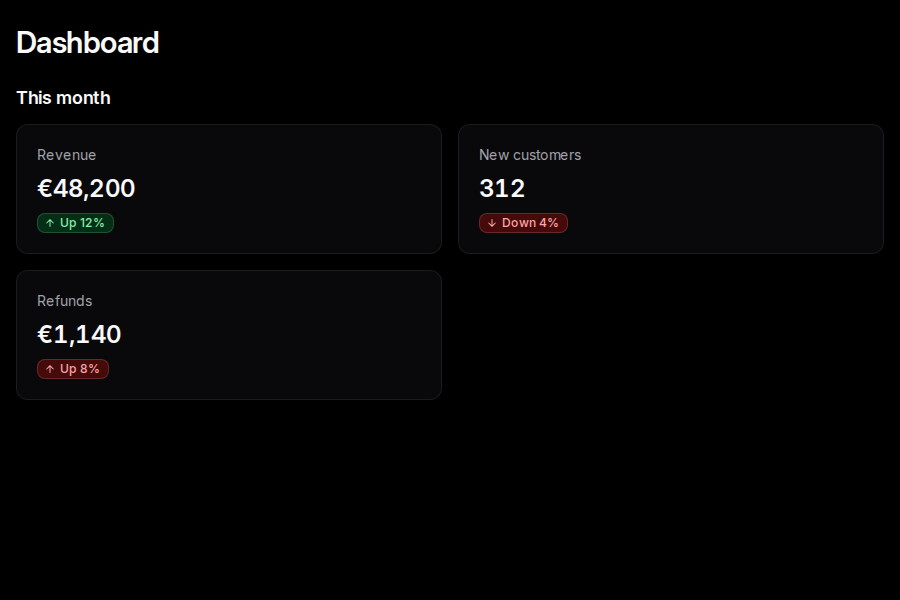 Dashboard
This month
Revenue
€48,200
↑ Up 12%
New customers
312
↓ Down 4%
Refunds
€1,140
↑ Up 8%